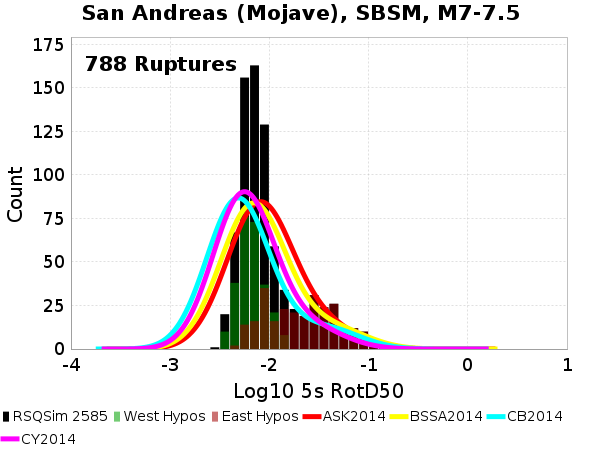 San Andreas (Mojave), SBSM, M7-7.5
788 Ruptures
175
150
125
100
75
50
25
0
Count
-4 -3 -2 -1 0 1
Log10 5s RotD50
RSQSim 2585 West Hypos East Hypos ASK2014 BSSA2014 CB2014
CY2014